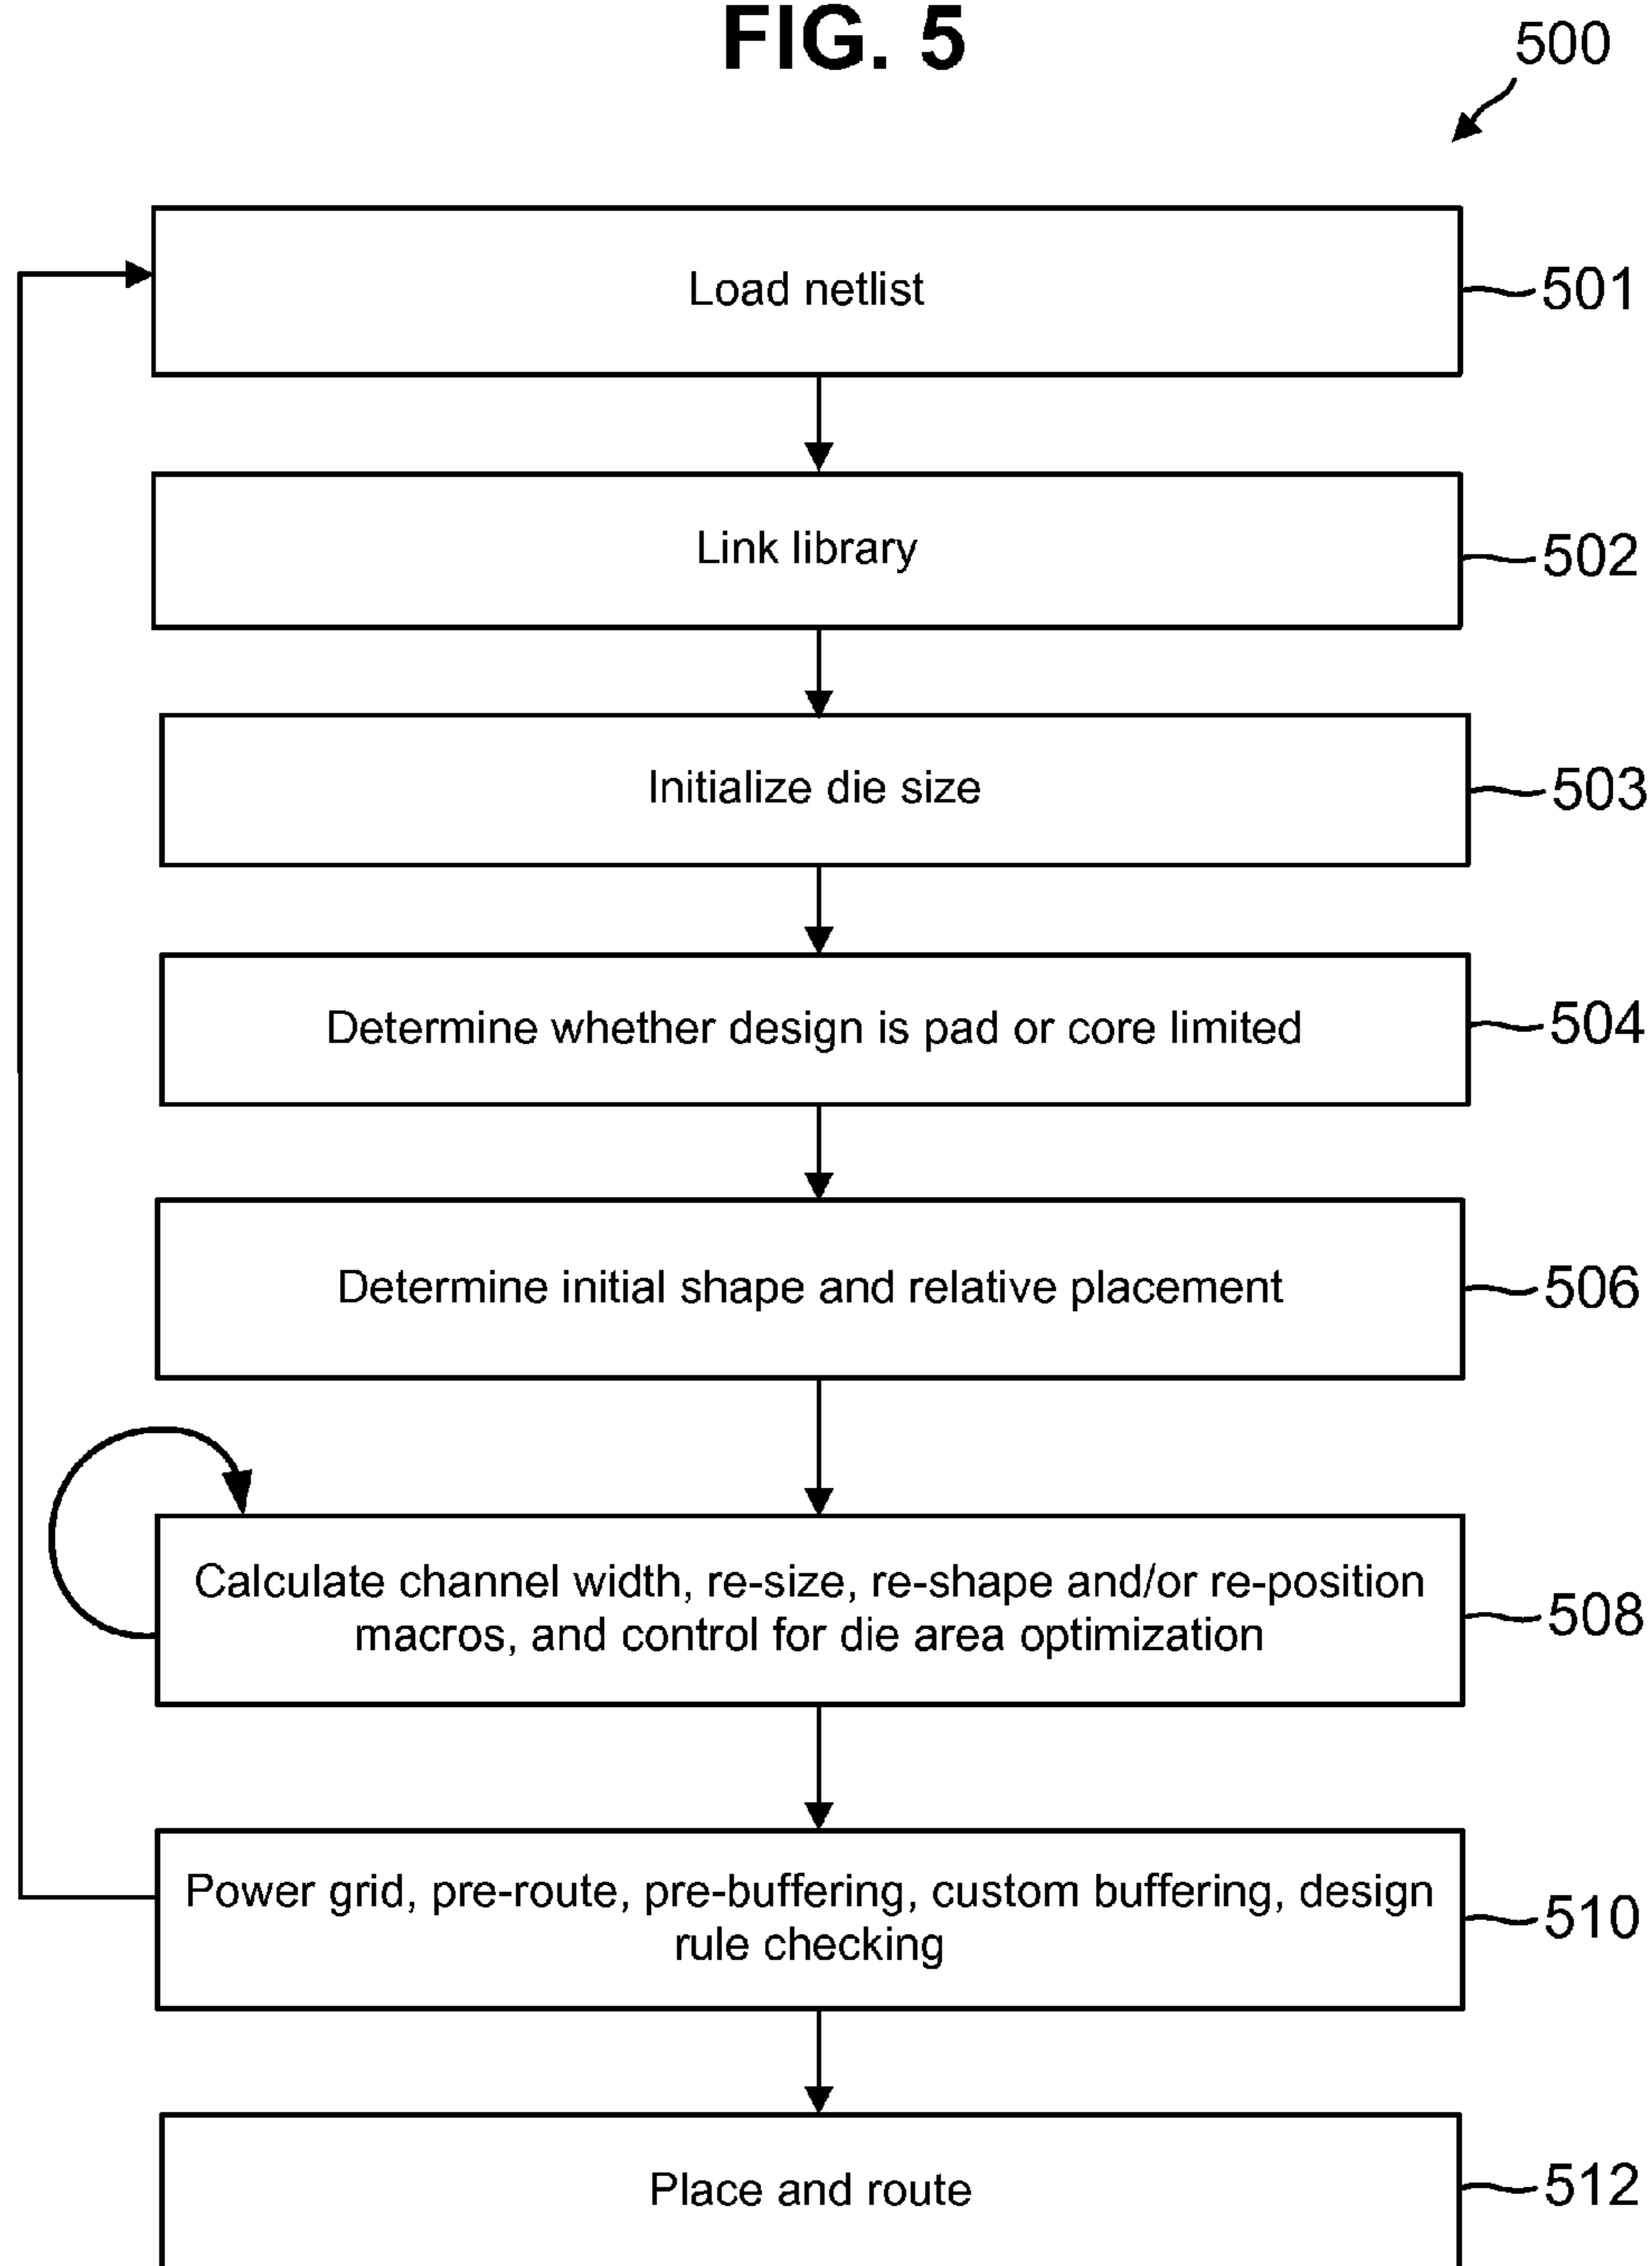 FIG. 5
500
Load netlist
501
Link library
502
Initialize die size
503
Determine whether design is pad or core limited
504
Determine initial shape and relative placement
506
Calculate channel width, re-size, re-shape and/or re-position
macros, and control for die area optimization
508
Power grid, pre-route, pre-buffering, custom buffering, design
rule checking
510
Place and route
512